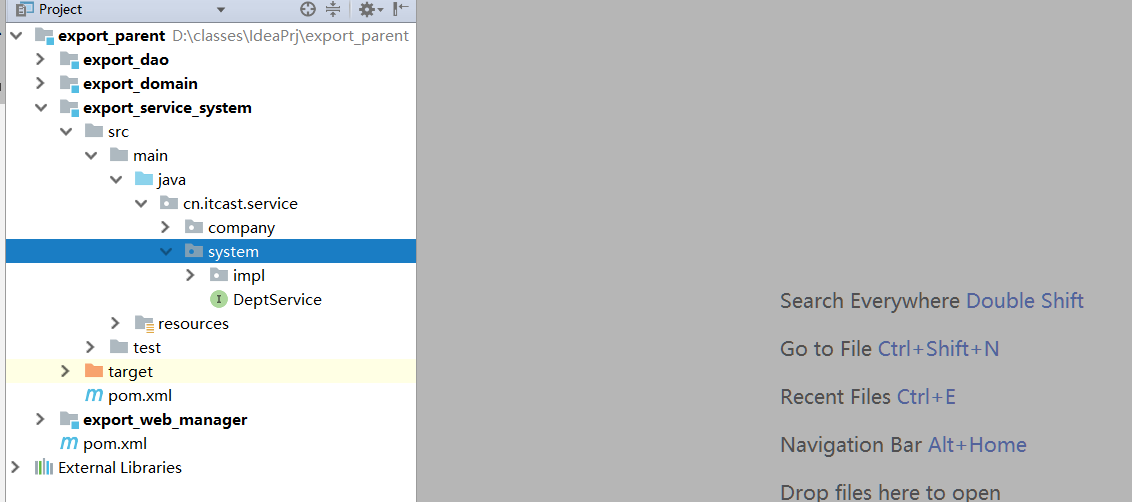 Project
export_parent D:\classes\IdeaPrj\export_parent
export_dao
export_domain
export_service_system
src
main
java
cn.itcast.service
company
system
impl
I DeptService
resources
test
target
m pom.xml
export_web_manager
m pom.xml
External Libraries
Search Everywhere Double Shift
Go to File Ctrl+Shift+N
Recent Files Ctrl+E
Navigation Bar Alt+Home
Drop files here to open